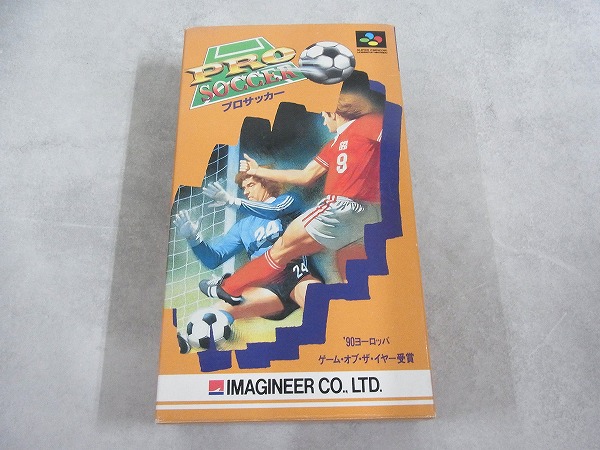 PRO
SOCCER
プロサッカー
9
24
24
'90ヨーロッパ
ゲーム・オブ・ザ・イヤー受賞
IMAGINEER CO., LTD.